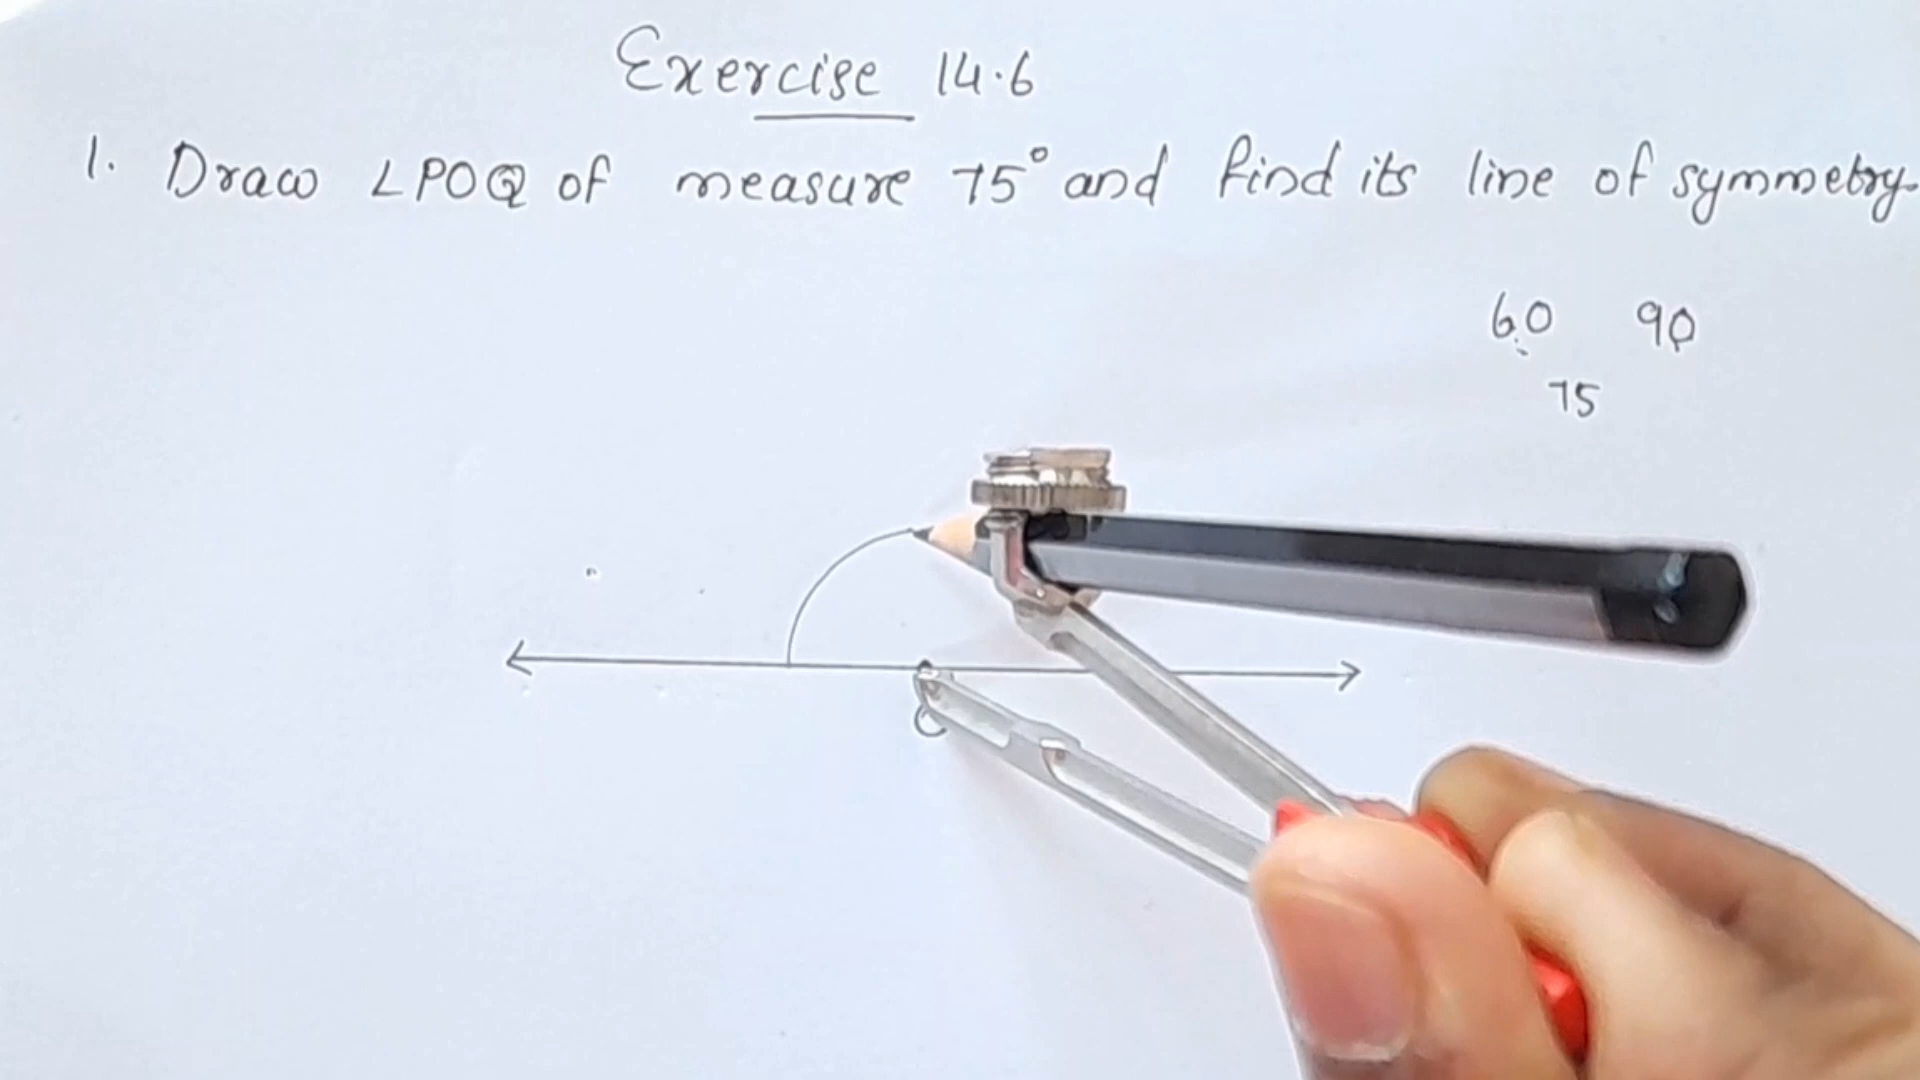 Exercise 14.6
1. Draw ∠POQ of measure 75° and find its line of symmetry.
60 90
75
O